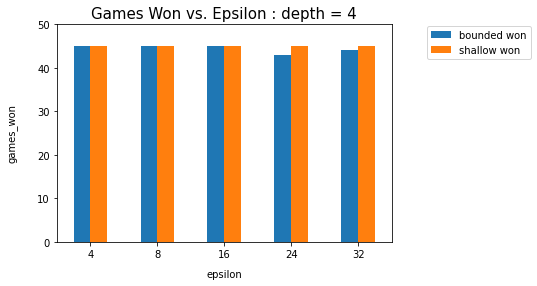 Games Won vs. Epsilon : depth = 4
bounded won
shallow won
50
40
30
20
10
0
games_won
4 8 16 24 32
epsilon